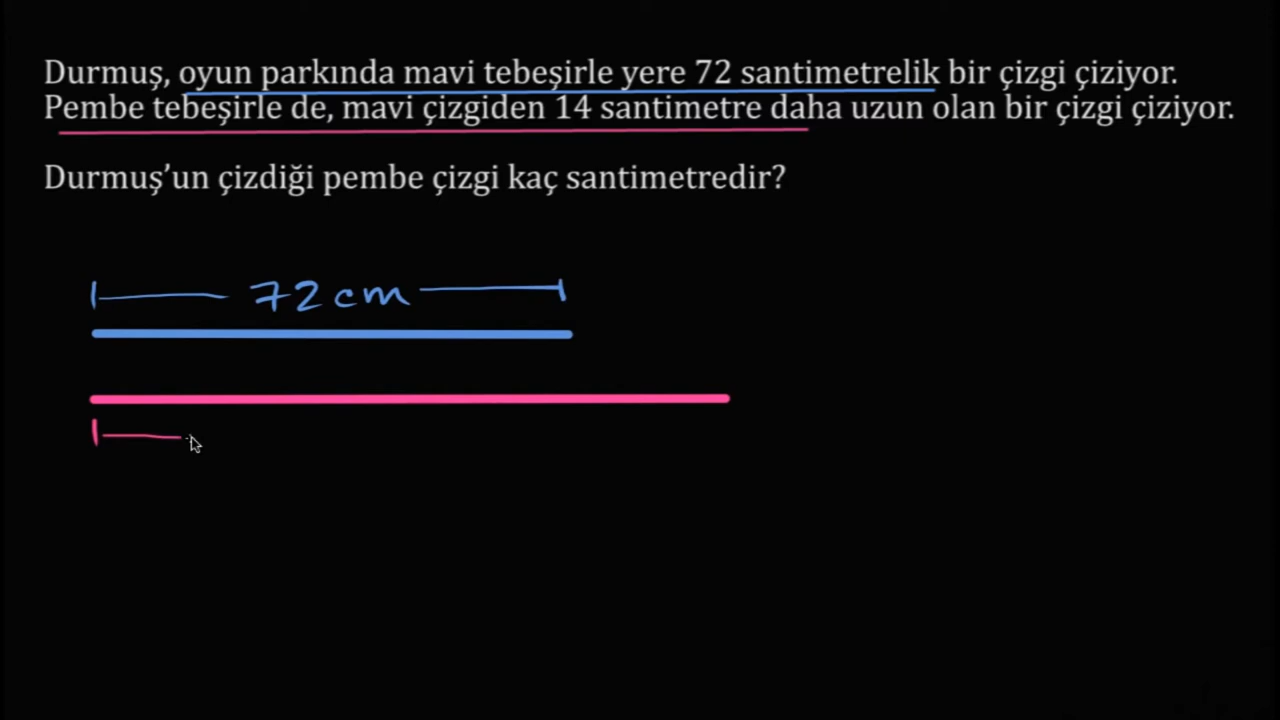 Durmuş, oyun parkında mavi tebeşirle yere 72 santimetrelik bir çizgi çiziyor.
Pembe tebeşirle de, mavi çizgiden 14 santimetre daha uzun olan bir çizgi çiziyor.
Durmuş’un çizdiği pembe çizgi kaç santimetredir?
72 cm